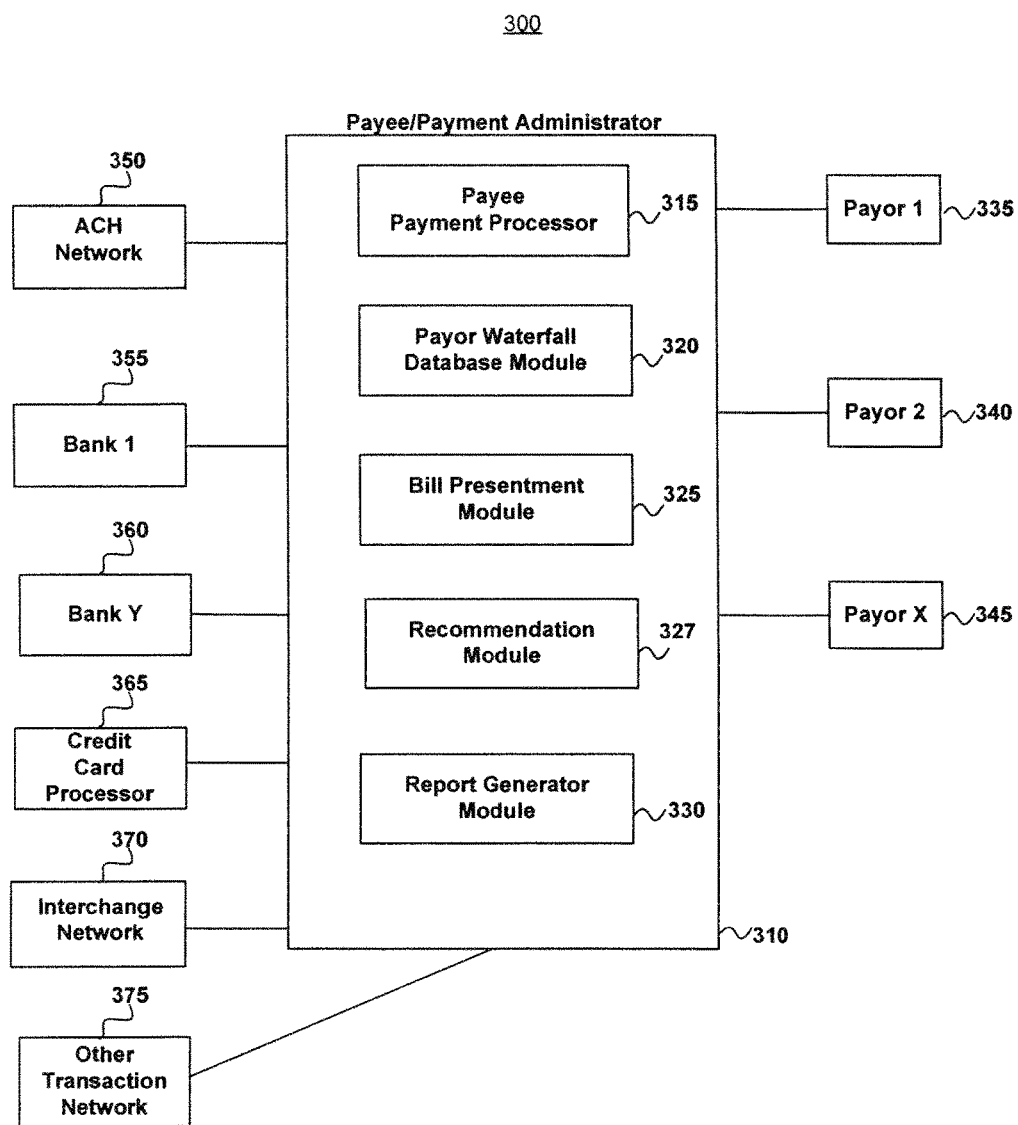 300
Payee/Payment Administrator
350
ACH
Network
355
Bank 1
360
Bank Y
365
Credit
Card
Processor
370
Interchange
Network
375
Other
Transaction
Network
Payee
Payment Processor
315
Payor Waterfall
Database Module
320
Bill Presentment
Module
325
Recommendation
Module
327
Report Generator
Module
330
310
Payor 1
335
Payor 2
340
Payor X
345